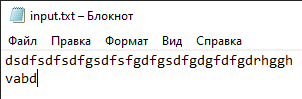 input.txt – Блокнот
Файл Правка Формат Вид Справка
dsdfsdfsdfgsdfsfgdfgsdfgdgfdfgdrhggh
vabd